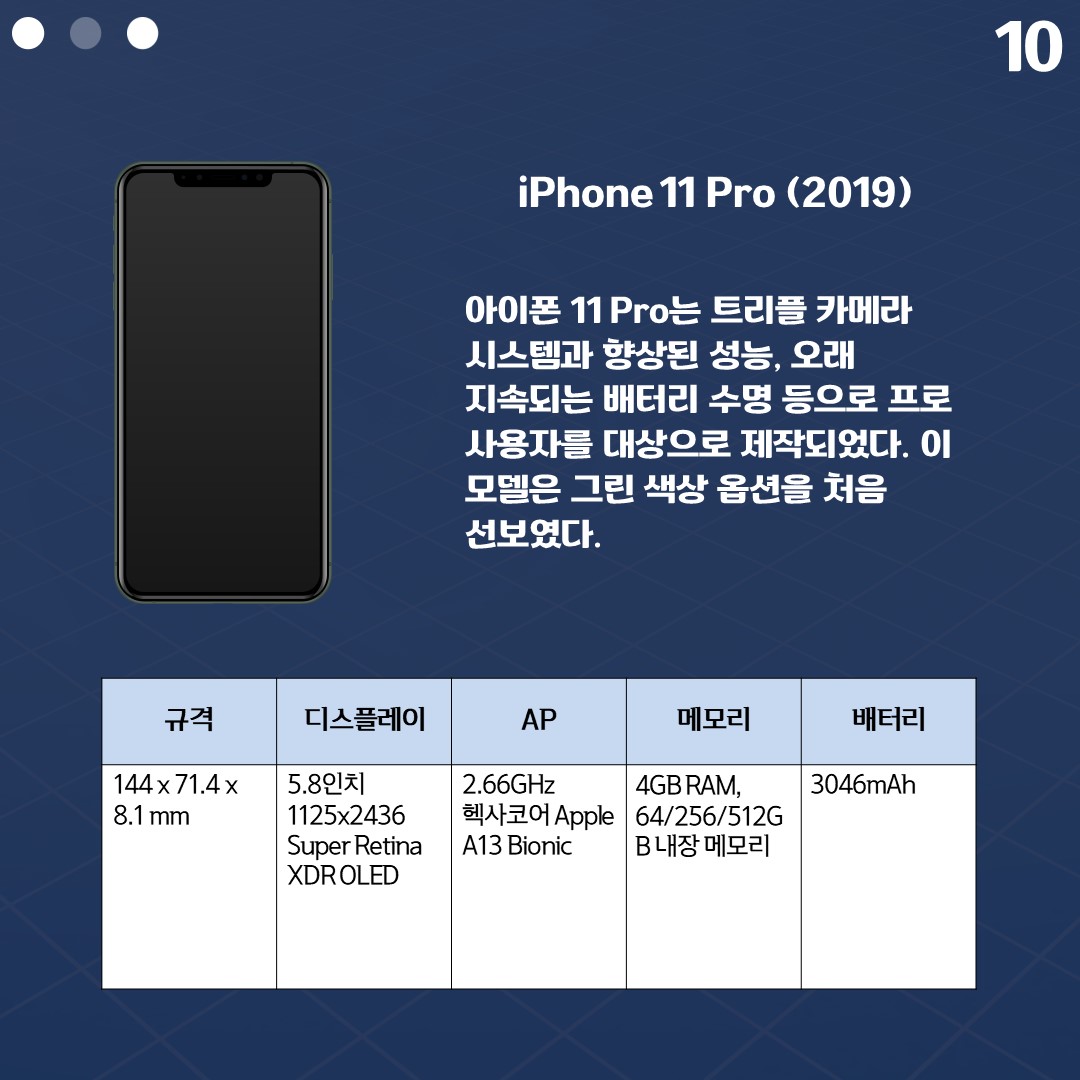 10
iPhone 11 Pro (2019)
아이폰 11 Pro는 트리플 카메라
시스템과 향상된 성능, 오래
지속되는 배터리 수명 등으로 프로
사용자를 대상으로 제작되었다. 이
모델은 그린 색상 옵션을 처음
선보였다.
규격 디스플레이 AP 메모리 배터리
144 x 71.4 x
8.1 mm
5.8인치
1125x2436
Super Retina
XDR OLED
2.66GHz
헥사코어 Apple
A13 Bionic
4GB RAM,
64/256/512G
B 내장 메모리
3046mAh